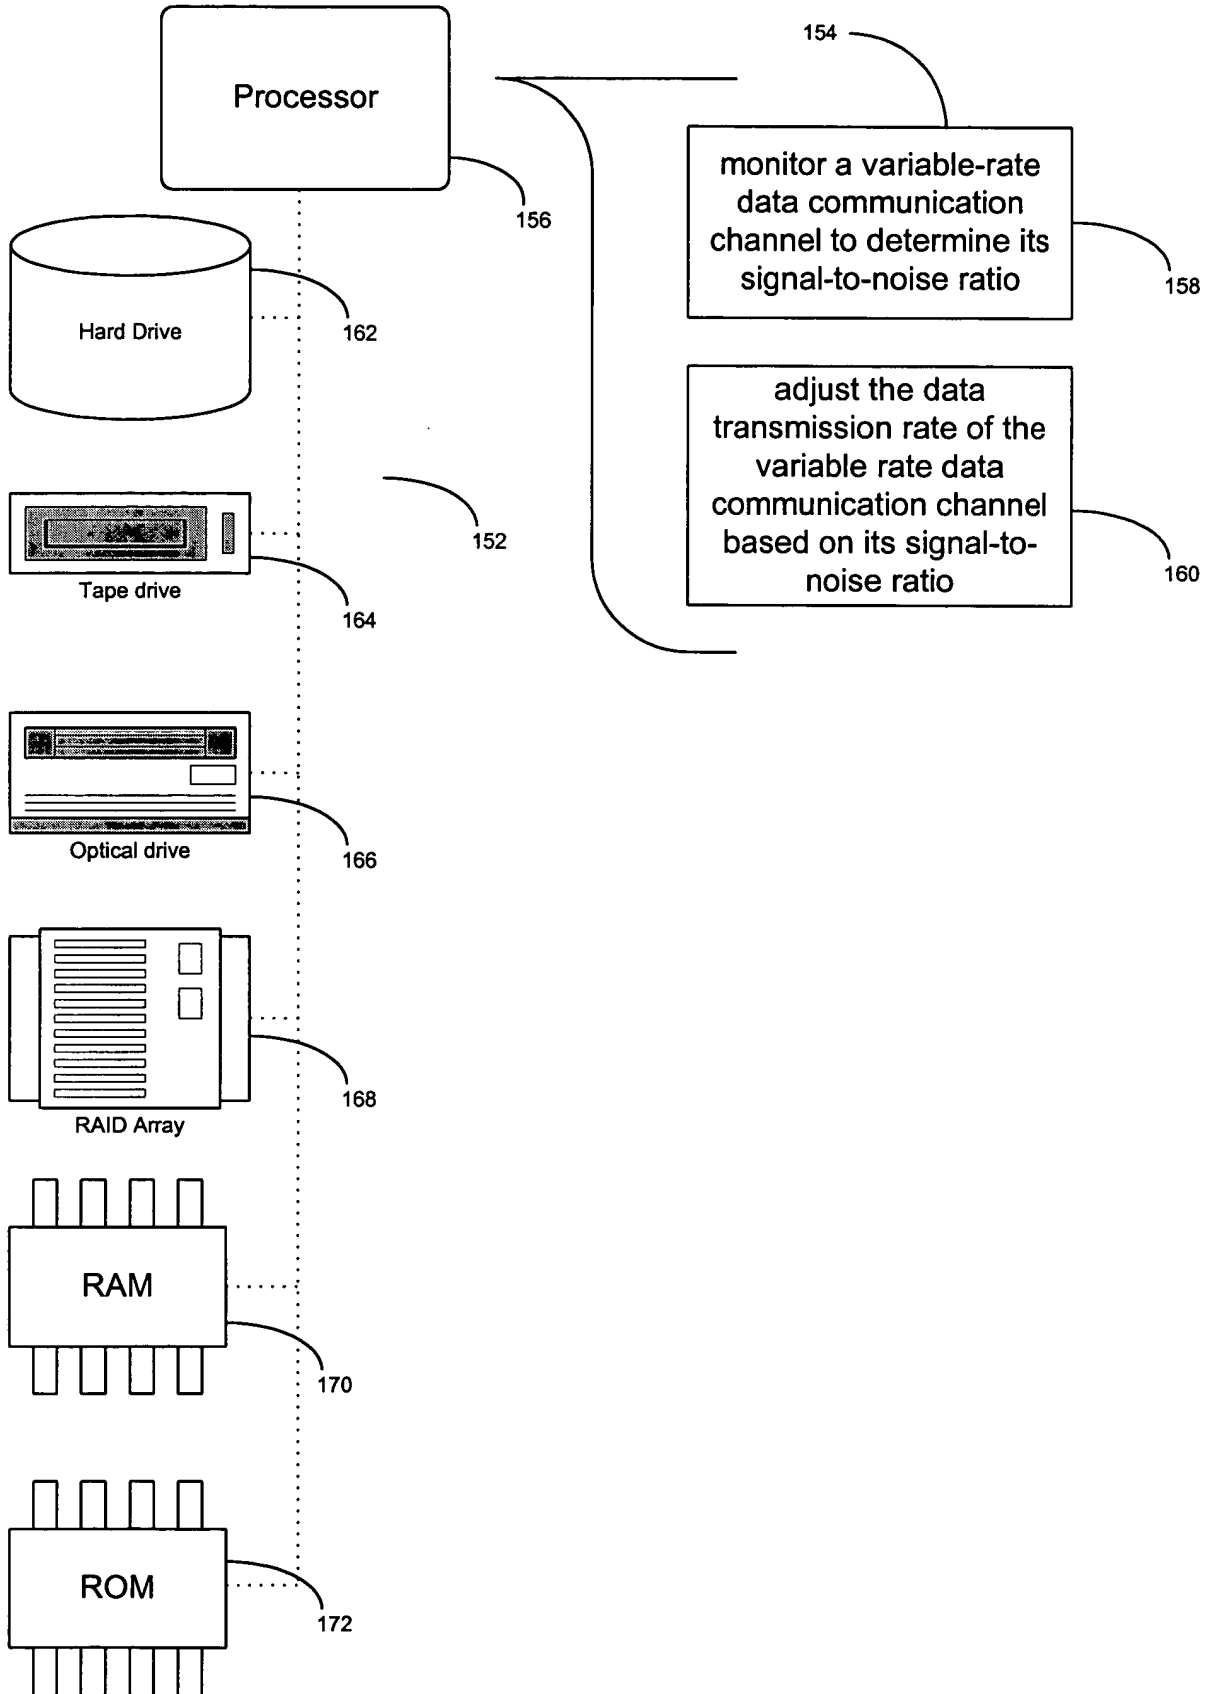 154
Processor
monitor a variable-rate
data communication
channel to determine its
signal-to-noise ratio
156
158
Hard Drive
162
adjust the data
transmission rate of the
variable rate data
communication channel
based on its signal-to-
noise ratio
152
160
Tape drive
164
Optical drive
166
168
RAID Array
RAM
170
ROM
172